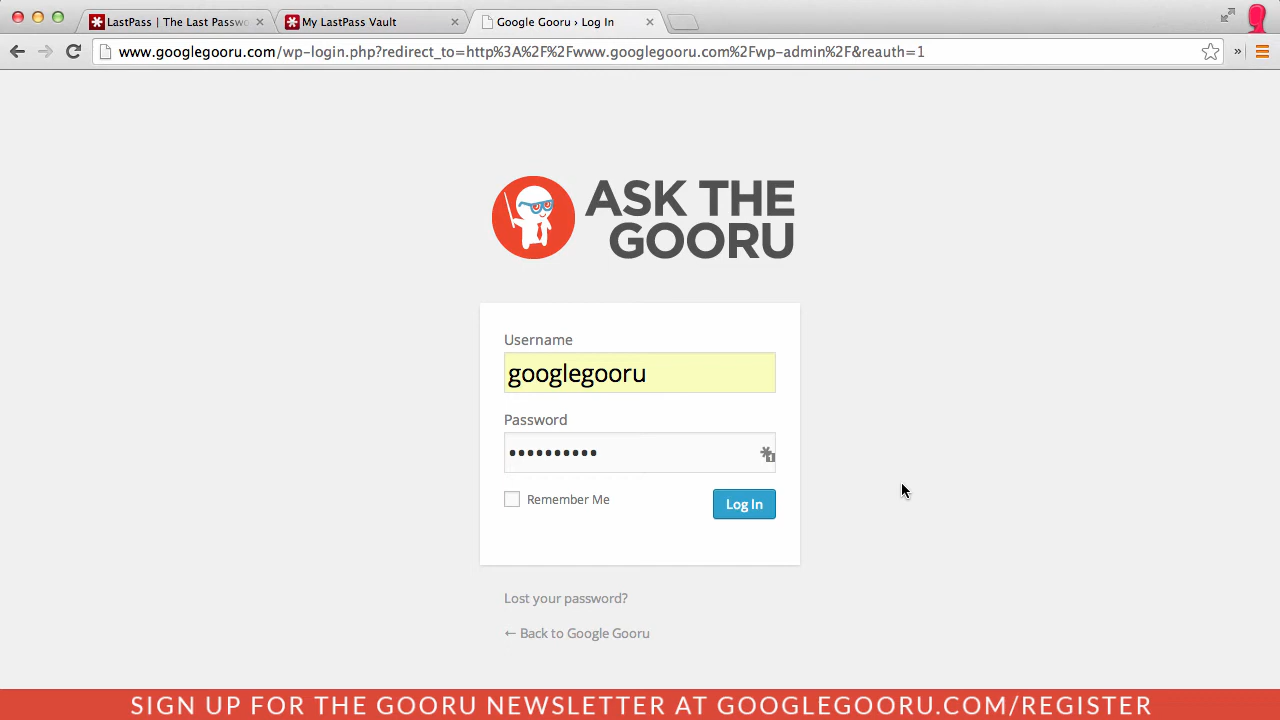 LastPass | The Last Passwo
My LastPass Vault
Google Gooru › Log In
www.googlegooru.com/wp-login.php?redirect_to=http%3A%2F%2Fwww.googlegooru.com%2Fwp-admin%2F&reauth=1
ASK THE
GOORU
Username
googlegooru
Password
••••••••••
1
Remember Me
Log In
Lost your password?
← Back to Google Gooru
SIGN UP FOR THE GOORU NEWSLETTER AT GOOGLEGOORU.COM/REGISTER